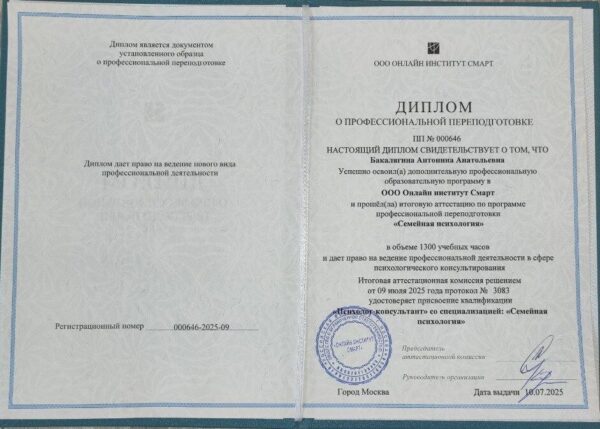 Диплом является документом
установленного образца
о профессиональной переподготовке
Диплом дает право на ведение нового вида
профессиональной деятельности
Регистрационный номер 000646-2025-09
ООО ОНЛАЙН ИНСТИТУТ СМАРТ
ДИПЛОМ
О ПРОФЕССИОНАЛЬНОЙ ПЕРЕПОДГОТОВКЕ
ПП № 000646
НАСТОЯЩИЙ ДИПЛОМ СВИДЕТЕЛЬСТВУЕТ О ТОМ, ЧТО
Бакалягина Антонина Анатольевна
Успешно освоил(а) дополнительную профессиональную
образовательную программу в
ООО Онлайн институт Смарт
и прошёл(ла) итоговую аттестацию по программе
профессиональной переподготовки
«Семейная психология»
в объеме 1300 учебных часов
и дает право на ведение профессиональной деятельности в сфере
психологического консультирования
Итоговая аттестационная комиссия решением
от 09 июля 2025 года протокол № 3083
удостоверяет присвоение квалификации
«Психолог-консультант» со специализацией: «Семейная
психология»
«ОНЛАЙН ИНСТИТУТ
СМАРТ»
Председатель
аттестационной комиссии
Руководитель организации
Город Москва Дата выдачи 10.07.2025